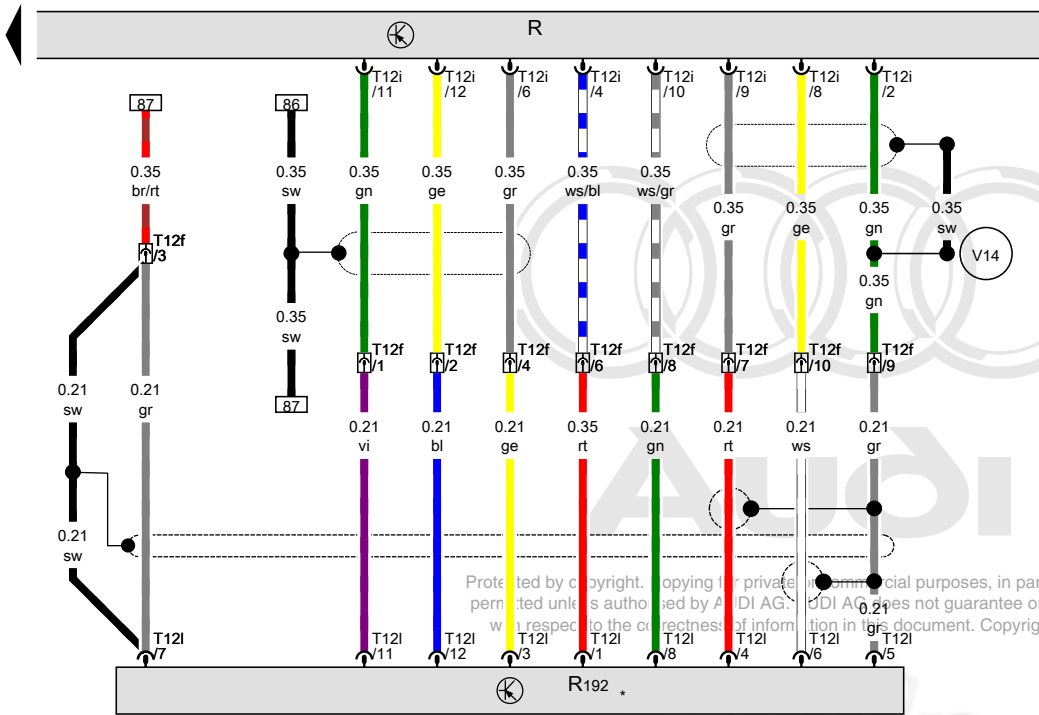 R
T12i /11
T12i /12
T12i /6
T12i /4
T12i /10
T12i /9
T12i /8
T12i /2
87
86
0.35 br/rt
0.35 sw
0.35 gn
0.35 ge
0.35 gr
0.35 ws/bl
0.35 ws/gr
0.35 gr
0.35 ge
0.35 gn
0.35 sw
T12f /3
V14
0.35 sw
0.35 gn
T12f /1
T12f /2
T12f /4
T12f /6
T12f /8
T12f /7
T12f /10
T12f /9
0.21 sw
0.21 gr
87
0.21 vi
0.21 bl
0.21 ge
0.35 rt
0.21 gn
0.21 rt
0.21 ws
0.21 gr
Audi
0.21 sw
0.21 gr
T12l /7
T12l /11
T12l /12
T12l /3
T12l /1
T12l /8
T12l /4
T12l /6
T12l /5
R192 *